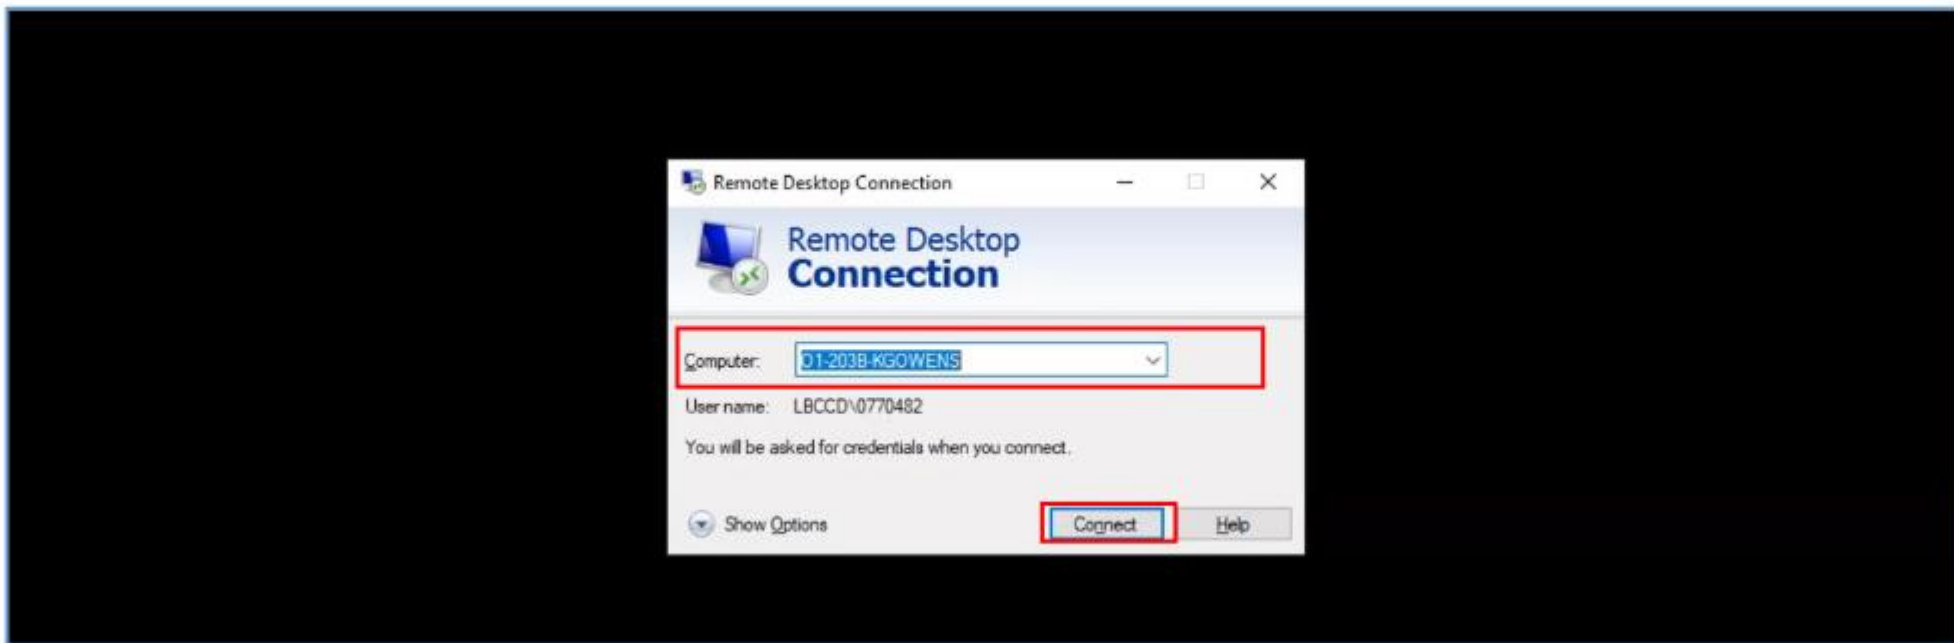 Remote Desktop Connection
Remote Desktop
Connection
Computer: O1-203B-KGOWENS
User name: LBCCD\0770482
You will be asked for credentials when you connect.
Show Options Connect Help